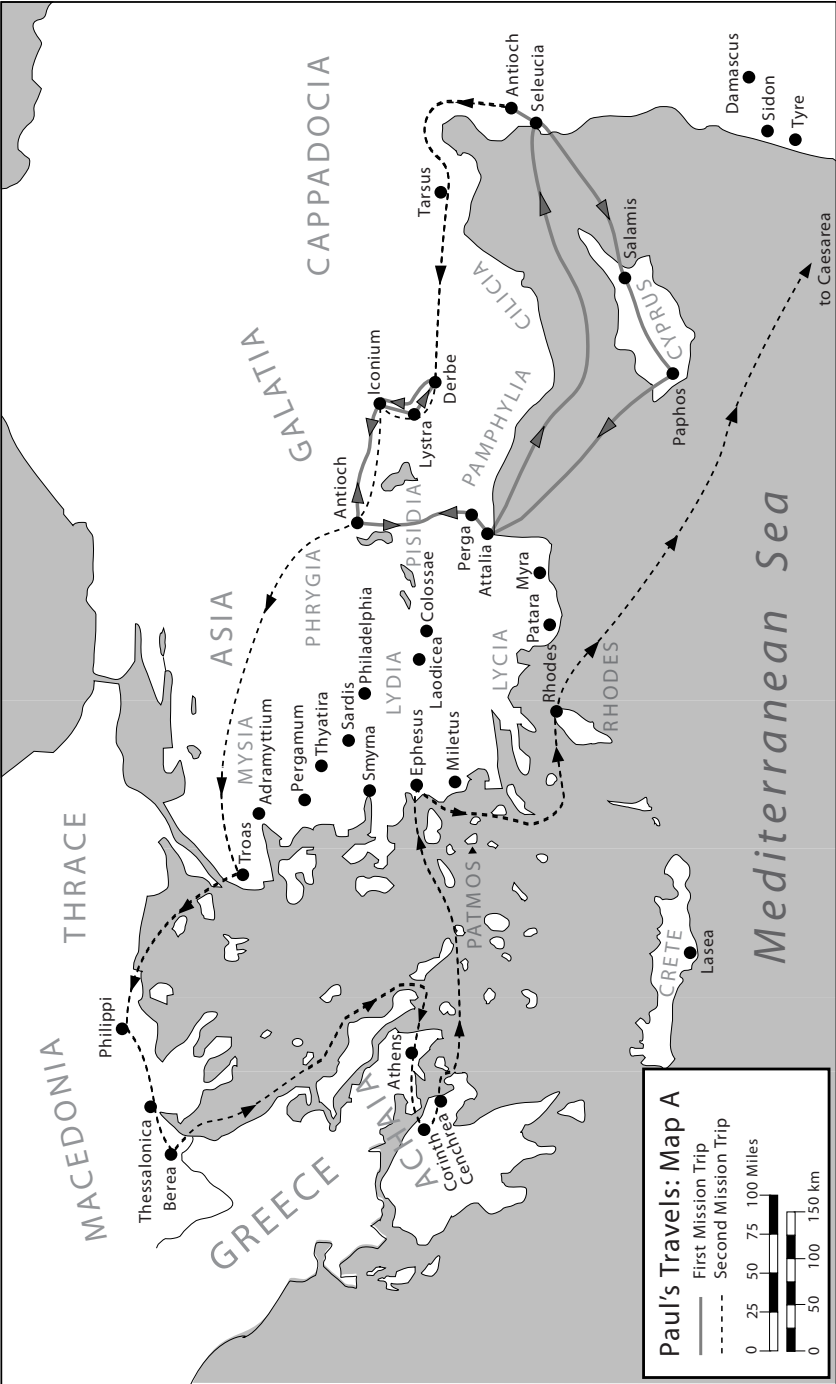 MACEDONIA
Philippi
THRACE
Thessalonica
Berea
GREECE
Troas
MYSIA
Adramyttium
ASIA
GALATIA
CAPPADOCIA
Pergamum
Thyatira
Sardis
Philadelphia
PHRYGIA
Antioch
Iconium
Smyrna
LYDIA
ACHAIA
Athens
Corinth
Cenchrea
Ephesus
Laodicea
Colossae
PISIDIA
Lystra
Derbe
Tarsus
Miletus
PATMOS
LYCIA
Perga
Attalia
PAMPHYLIA
CILICIA
Antioch
Seleucia
Rhodes
Patara
Myra
RHODES
Salamis
CYPRUS
Paphos
CRETE
Lasea
Mediterranean Sea
Damascus
Sidon
Tyre
to Caesarea
Paul's Travels: Map A
First Mission Trip
Second Mission Trip
0 25 50 75 100 Miles
0 50 100 150 km